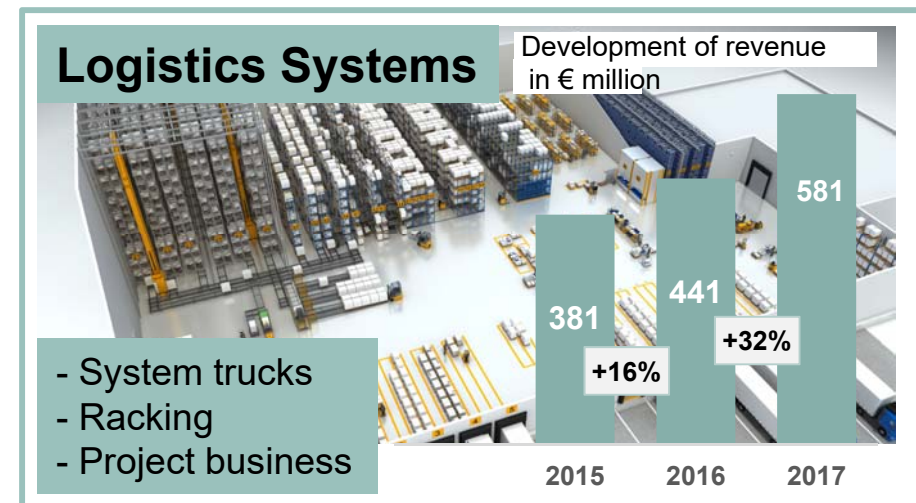 Logistics Systems
Development of revenue
in € million
581
441
381
+32%
+16%
- System trucks
- Racking
- Project business
2015 2016 2017